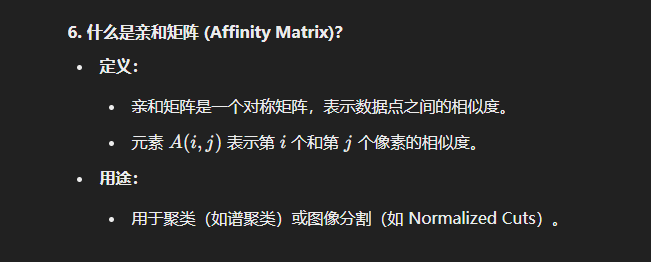 6. 什么是亲和矩阵 (Affinity Matrix)?
• 定义：
• 亲和矩阵是一个对称矩阵，表示数据点之间的相似度。
• 元素 A(i, j) 表示第 i 个和第 j 个像素的相似度。
• 用途：
• 用于聚类（如谱聚类）或图像分割（如 Normalized Cuts）。